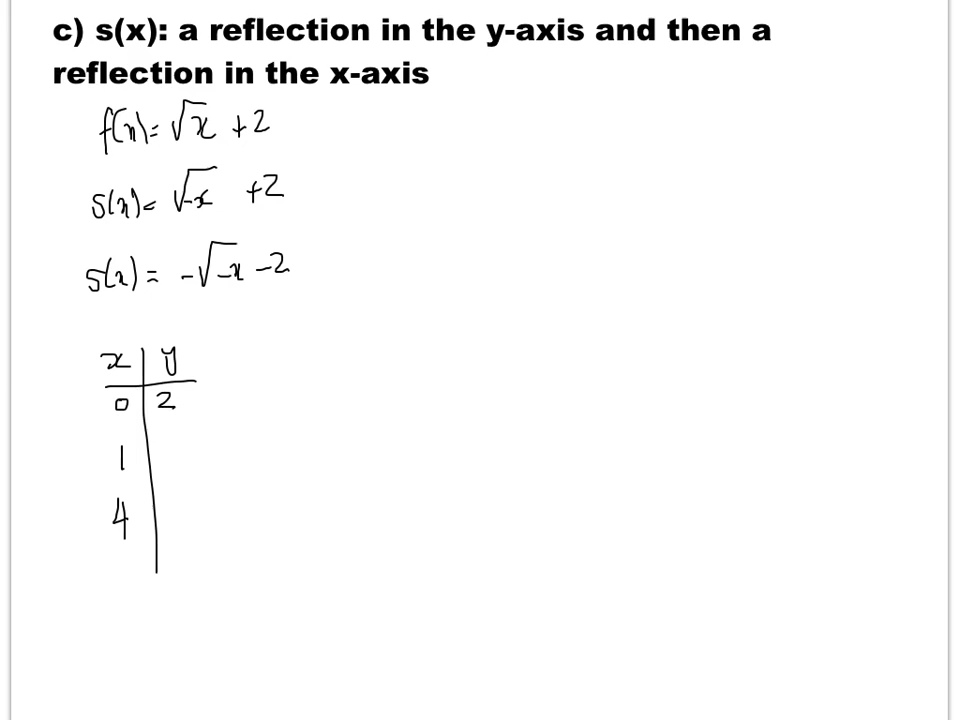 c) s(x): a reflection in the y-axis and then a
reflection in the x-axis
f(x)= √x +2
s(x)= √-x +2
s(x) = -√-x -2
x | y
0 | 2
1
4